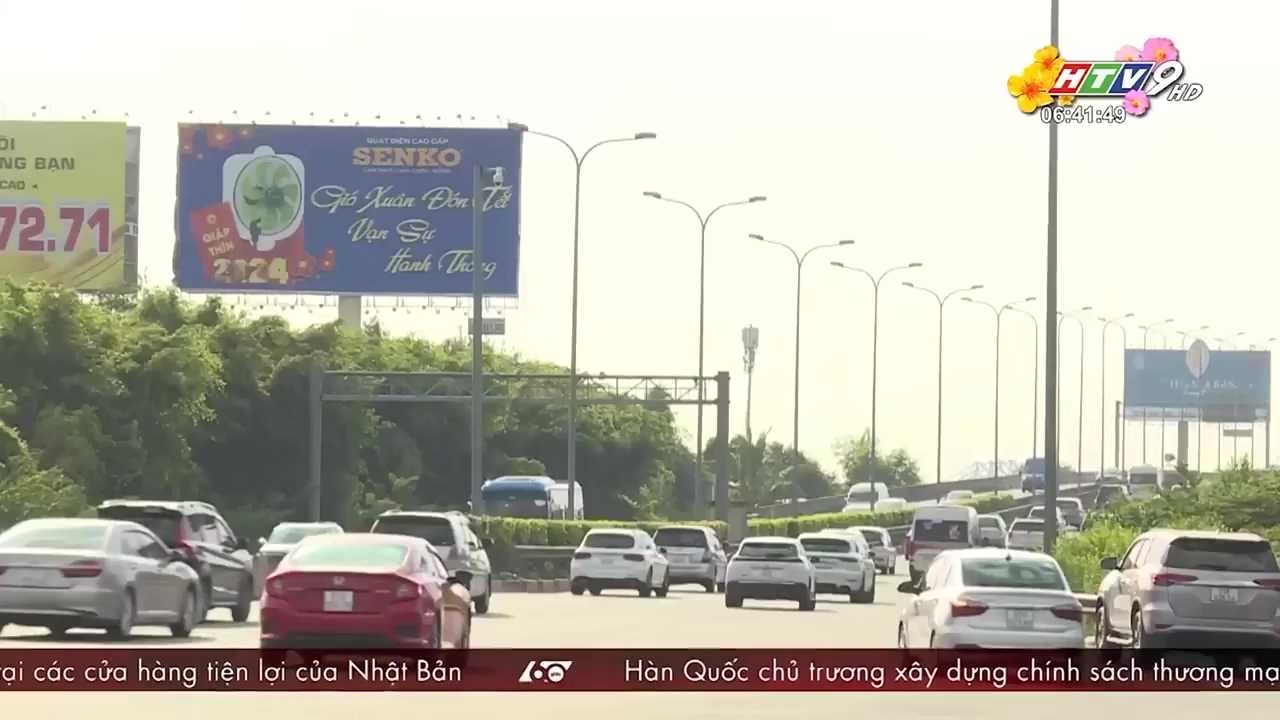 HTV9 HD
06:41:49
ÔI
NG BẠN
CAO
72.71
QUẠT ĐIỆN CAO CẤP
SENKO
Gió Xuân Đón Tết
Vạn Sự
Hanh Thông
GIÁP
THÌN
2024
ại các cửa hàng tiện lợi của Nhật Bản
60
Hàn Quốc chủ trương xây dựng chính sách thương mạ